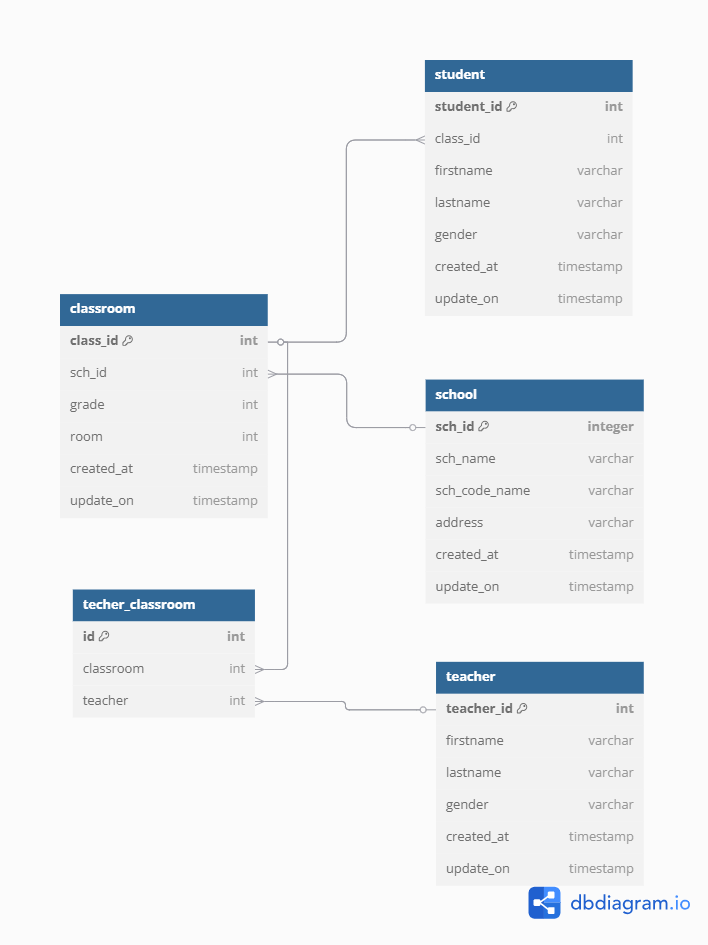 student
student_id int
class_id int
firstname varchar
lastname varchar
gender varchar
created_at timestamp
update_on timestamp
classroom
class_id int
sch_id int
grade int
room int
created_at timestamp
update_on timestamp
school
sch_id integer
sch_name varchar
sch_code_name varchar
address varchar
created_at timestamp
update_on timestamp
techer_classroom
id int
classroom int
teacher int
teacher
teacher_id int
firstname varchar
lastname varchar
gender varchar
created_at timestamp
update_on timestamp
dbdiagram.io